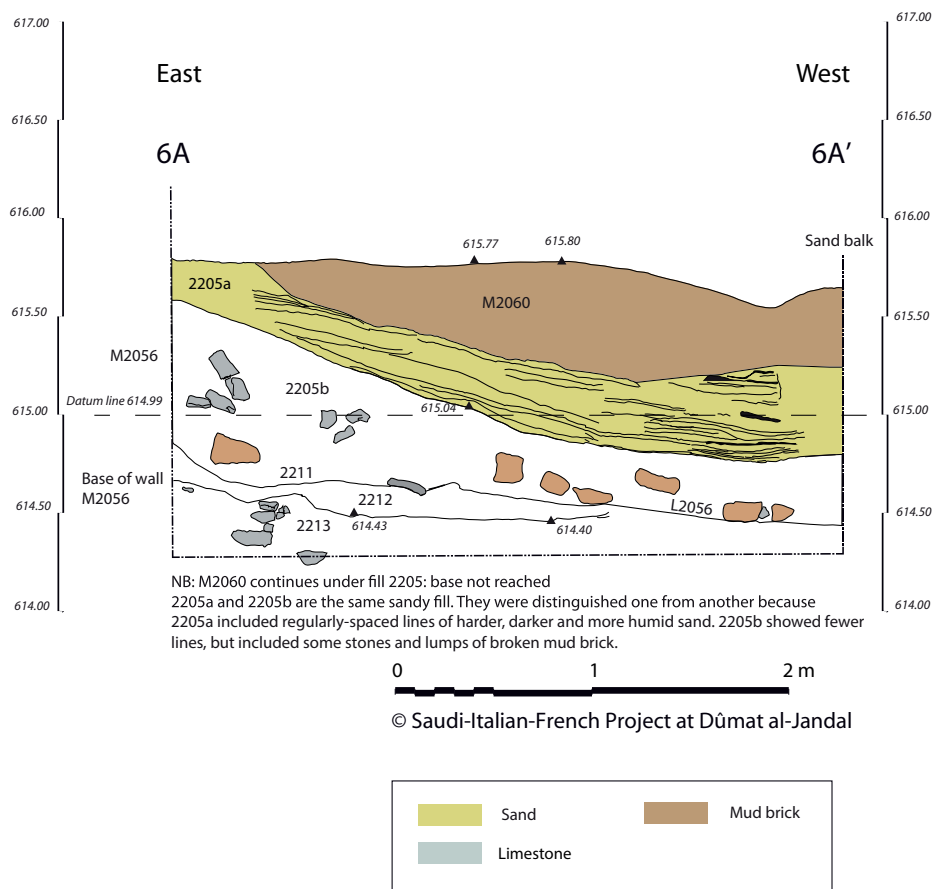 617.00
617.00
East
West
616.50
616.50
6A
6A’
616.00
616.00
615.77
615.80
Sand balk
2205a
M2060
615.50
615.50
M2056
2205b
Datum line 614.99
615.04
615.00
615.00
2211
Base of wall
M2056
2212
L2056
614.50
614.50
2213
614.43
614.40
NB: M2060 continues under fill 2205: base not reached
614.00
614.00
2205a and 2205b are the same sandy fill. They were distinguished one from another because
2205a included regularly-spaced lines of harder, darker and more humid sand. 2205b showed fewer
lines, but included some stones and lumps of broken mud brick.
0
1
2 m
© Saudi-Italian-French Project at Dûmat al-Jandal
Sand
Mud brick
Limestone